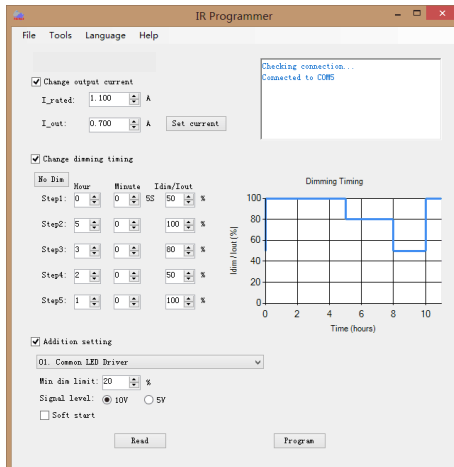 IR Programmer
File Tools Language Help
Checking connection...
Connected to COM5
Change output current
I_rated: 1.100 A
I_out: 0.700 A Set current
Change dimming timing
No Dim Hour Minute Idim/Iout
Step1: 0 0 5S 50 %
Step2: 5 0 100 %
Step3: 3 0 80 %
Step4: 2 0 50 %
Step5: 1 0 100 %
Dimming Timing
Idim/Iout (%)
100
80
60
40
20
0
0 2 4 6 8 10
Time (hours)
Addition setting
01. Common LED Driver
Min dim limit: 20 %
Signal level: 10V 5V
Soft start
Read Program